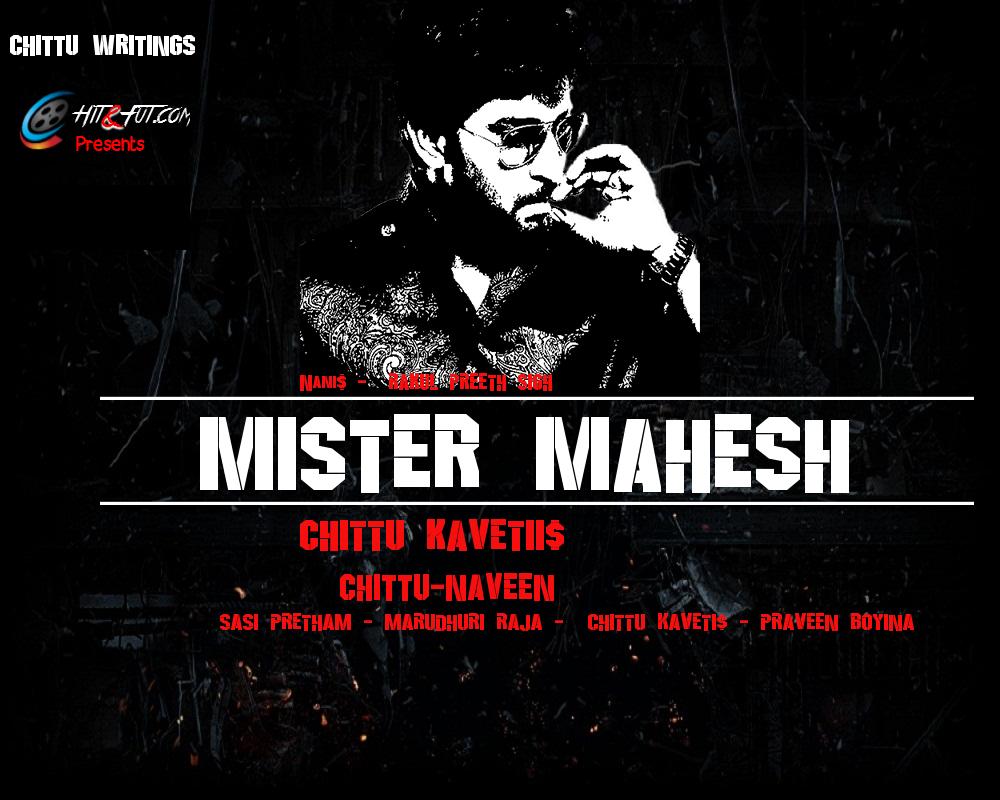 CHITTU WRITINGS
HIT&FUT.COM
Presents
NANI$ - RAKUL PREETH SIGH
MISTER MAHESH
CHITTU KAVETII$
CHITTU-NAVEEN
SASI PRETHAM - MARUDHURI RAJA - CHITTU KAVETI$ - PRAVEEN BOYINA